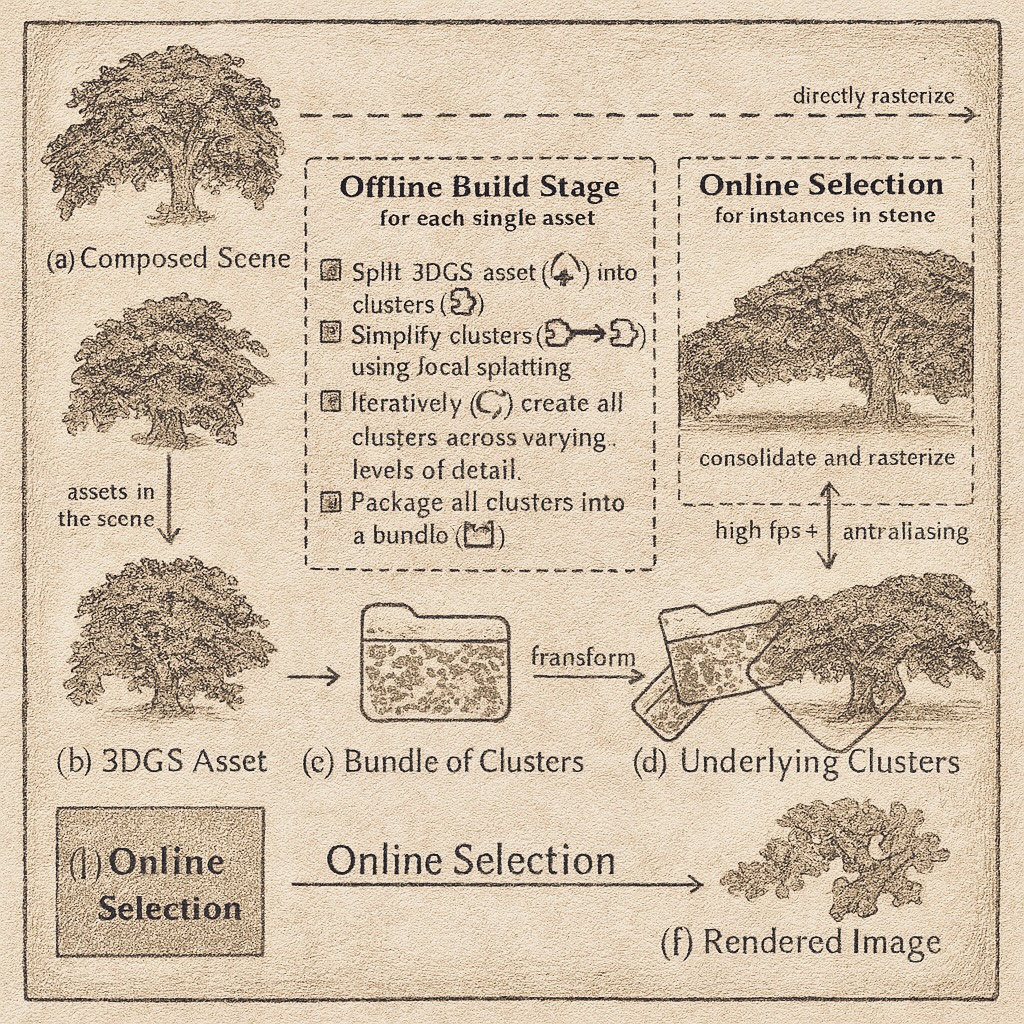 directly rasterize
(a) Composed Scene
Offline Build Stage
for each single asset
Spllt 3DGS asset ( ) into
clusters ( )
Simplify clusters ( )
using local splatting
Iteratively ( ) create all
clusters across varying.
levels of detail.
Package all clusters into
a bundlo ( )
Online Selection
for instances in stene
consolidate and rasterize
high fps + antraliasing
assets in
the scene
fransform
(b) 3DGS Asset
(c) Bundle of Clusters
(d) Underlying Clusters
(l) Online
Selection
Online Selection
(f) Rendered Image